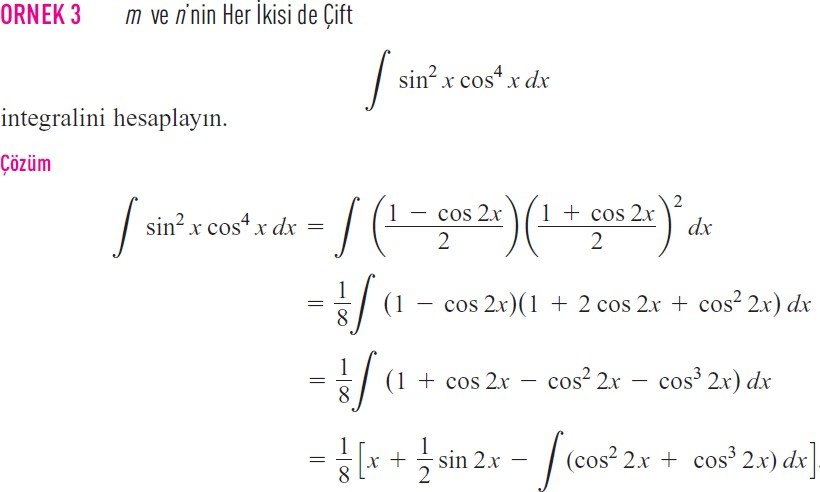 ORNEK 3 m ve n'nin Her İkisi de Çift
∫ sin² x cos⁴ x dx
integralini hesaplayın.
Çözüm
∫ sin² x cos⁴ x dx = ∫ ((1 − cos 2x)/2)((1 + cos 2x)/2)² dx
= 1/8 ∫ (1 − cos 2x)(1 + 2 cos 2x + cos² 2x) dx
= 1/8 ∫ (1 + cos 2x − cos² 2x − cos³ 2x) dx
= 1/8 [x + 1/2 sin 2x − ∫ (cos² 2x + cos³ 2x) dx].